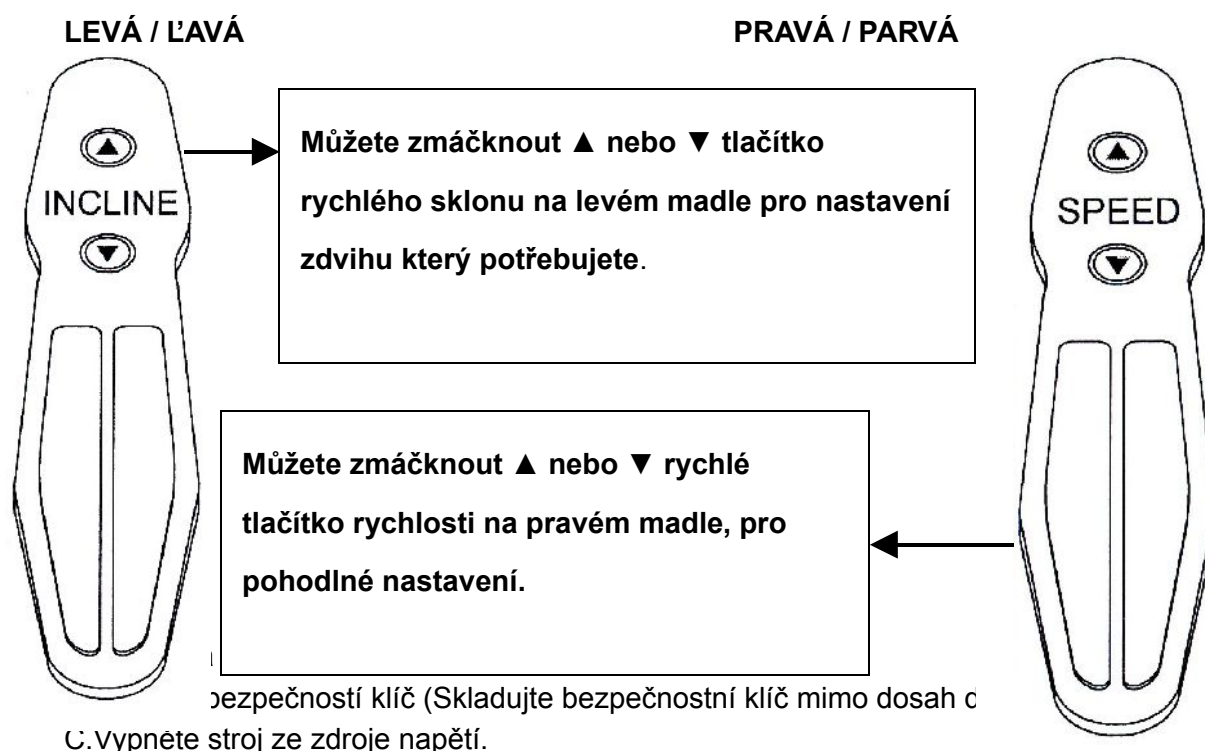 LEVÁ / ĽAVÁ
PRAVÁ / PARVÁ
INCLINE
Můžete zmáčknout ▲ nebo ▼ tlačítko
rychlého sklonu na levém madle pro nastavení
zdvihu který potřebujete.
SPEED
Můžete zmáčknout ▲ nebo ▼ rychlé
tlačítko rychlosti na pravém madle, pro
pohodlné nastavení.
bezpečností klíč (Skladujte bezpečnostní klíč mimo dosah
C.Vypněte stroj ze zdroje napětí.